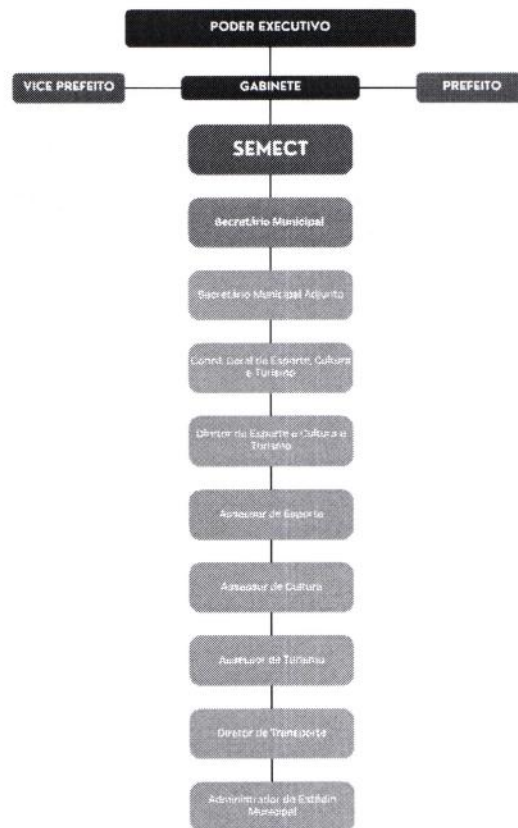 PODER EXECUTIVO
VICE PREFEITO
GABINETE
PREFEITO
SEMECT
Secretário Municipal
Secretário Municipal Adjunto
Coord. Geral de Esporte, Cultura
e Turismo
Diretor de Esporte e Cultura e
Turismo
Assessor de Esporte
Assessor de Cultura
Assessor de Turismo
Diretor de Transporte
Administrador do Estádio
Municipal